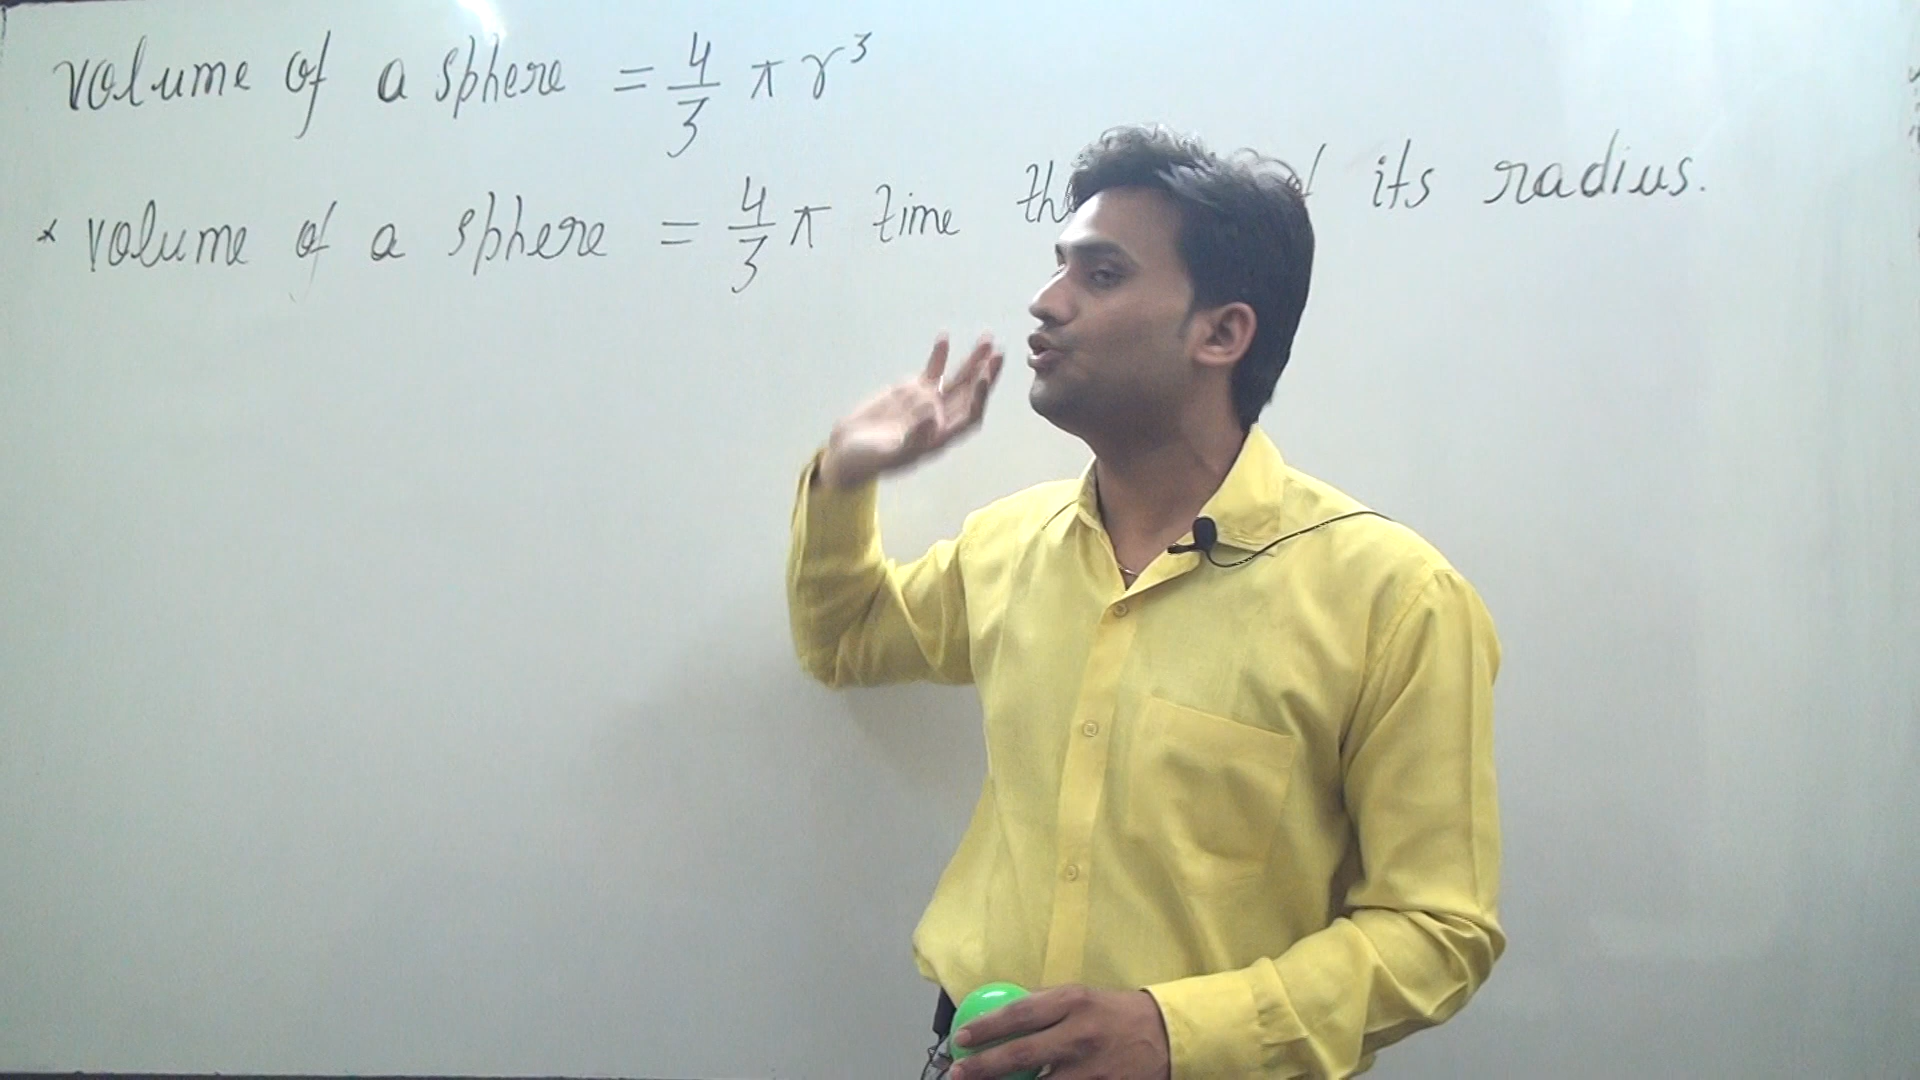 volume of a sphere = 4/3 π r³
* volume of a sphere = 4/3 π time its radius.